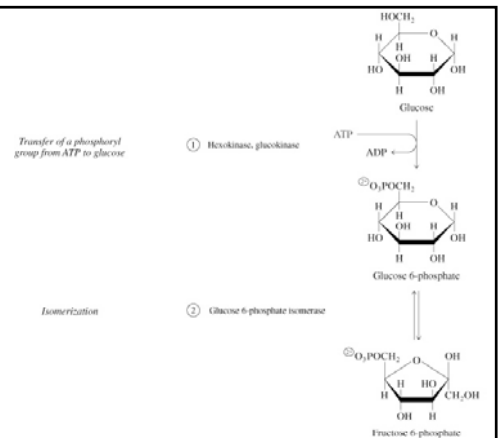 HOCH₂
H
O
H
H
OH
H
HO
OH
H
OH
Glucose
Transfer of a phosphoryl
group from ATP to glucose
① Hexokinase, glucokinase
ATP
ADP
²⁻O₃POCH₂
H
O
H
H
OH
H
HO
OH
H
OH
Glucose 6-phosphate
Isomerization
② Glucose 6-phosphate isomerase
²⁻O₃POCH₂
O
OH
H
HO
H
CH₂OH
OH
H
Fructose 6-phosphate